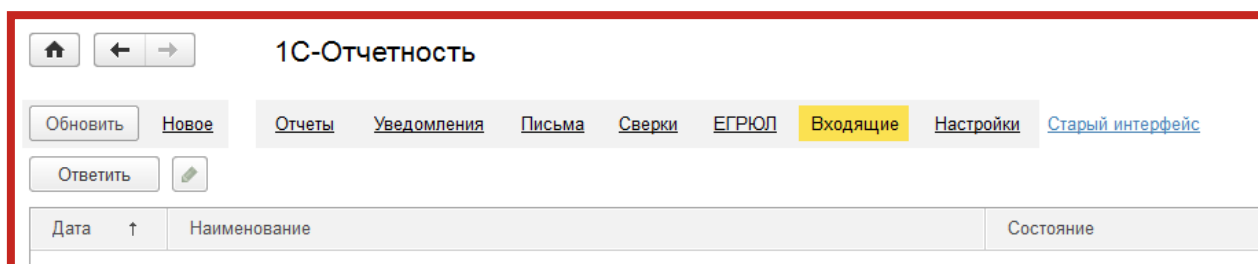 1С-Отчетность
Обновить Новое Отчеты Уведомления Письма Сверки ЕГРЮЛ Входящие Настройки Старый интерфейс
Ответить
Дата ↑ Наименование Состояние